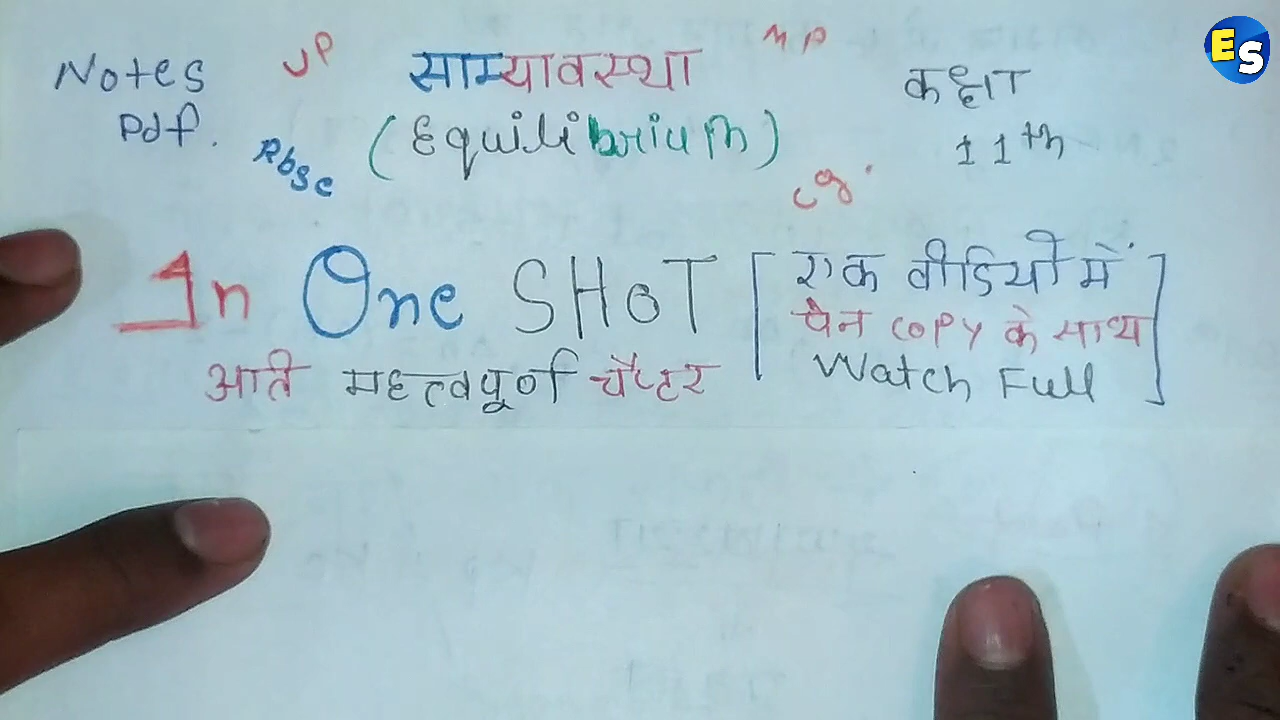 Notes UP साम्यावस्था MP कक्षा ES
Pdf. Rbse (Equilibrium) cg. 11th
In One SHOT [ एक वीडियो में
पैन copy के साथ
अति महत्त्वपूर्ण चैप्टर Watch Full ]